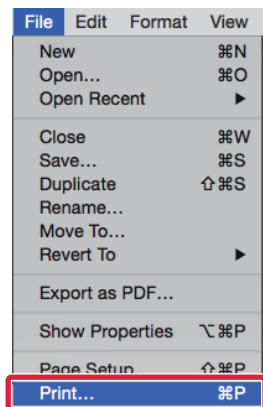 File Edit Format View
New ⌘N
Open... ⌘O
Open Recent ▶
Close ⌘W
Save... ⌘S
Duplicate ⇧⌘S
Rename...
Move To...
Revert To ▶
Export as PDF...
Show Properties ⌥⌘P
Page Setup... ⇧⌘P
Print... ⌘P